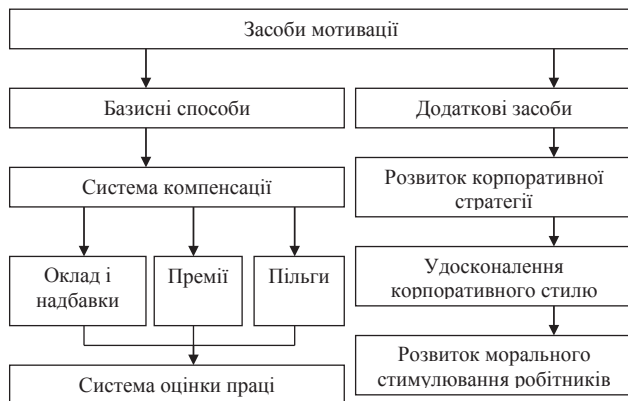 Засоби мотивації
Базисні способи
Додаткові засоби
Система компенсації
Розвиток корпоративної
стратегії
Оклад і
надбавки
Премії
Пільги
Удосконалення
корпоративного стилю
Система оцінки праці
Розвиток морального
стимулювання робітників